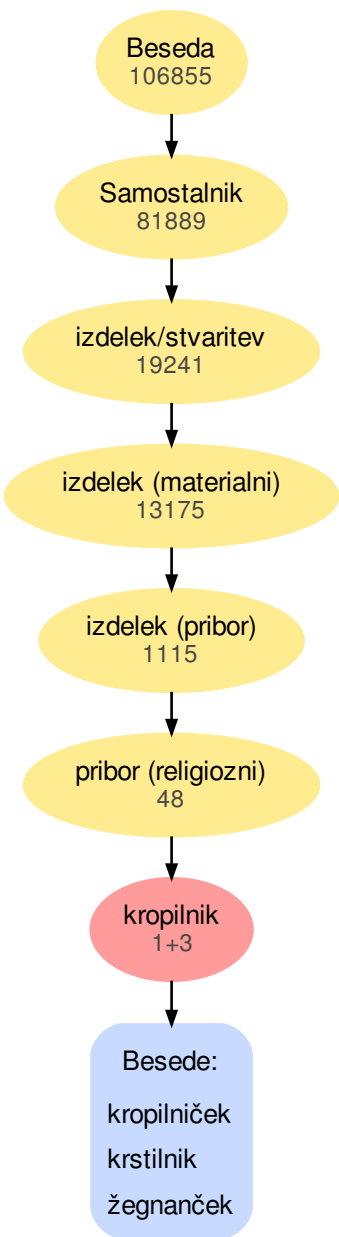 Beseda
106855
Samostalnik
81889
izdelek/stvaritev
19241
izdelek (materialni)
13175
izdelek (pribor)
1115
pribor (religiozni)
48
kropilnik
1+3
Besede:
kropilniček
krstilnik
žegnanček